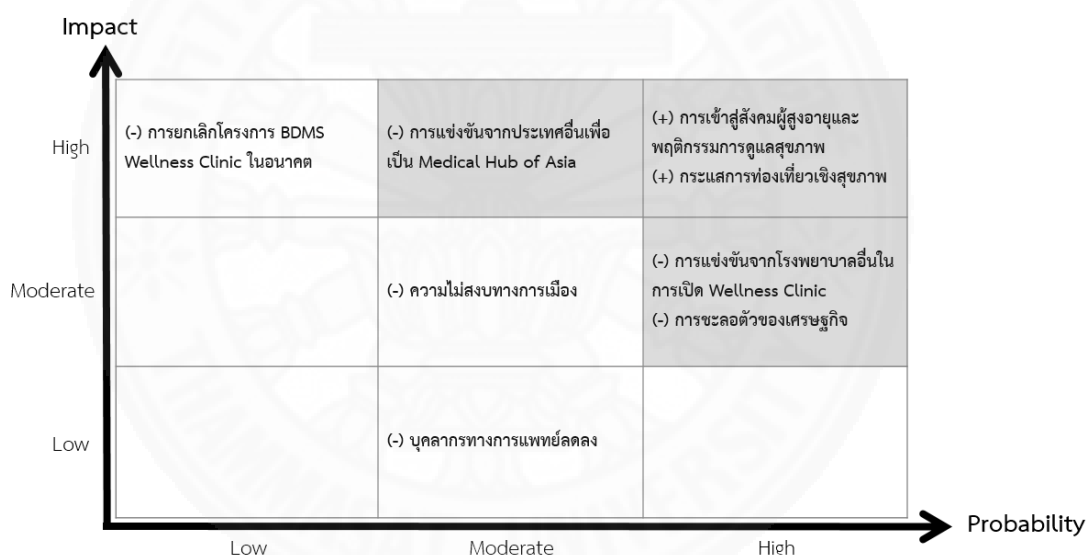 Impact
High
(-) การยกเลิกโครงการ BDMS
Wellness Clinic ในอนาคต
(-) การแข่งขันจากประเทศอื่นเพื่อ
เป็น Medical Hub of Asia
(+) การเข้าสู่สังคมผู้สูงอายุและ
พฤติกรรมการดูแลสุขภาพ
(+) กระแสการท่องเที่ยวเชิงสุขภาพ
Moderate
(-) ความไม่สงบทางการเมือง
(-) การแข่งขันจากโรงพยาบาลอื่นใน
การเปิด Wellness Clinic
(-) การชะลอตัวของเศรษฐกิจ
Low
(-) บุคลากรทางการแพทย์ลดลง
Probability
Low
Moderate
High